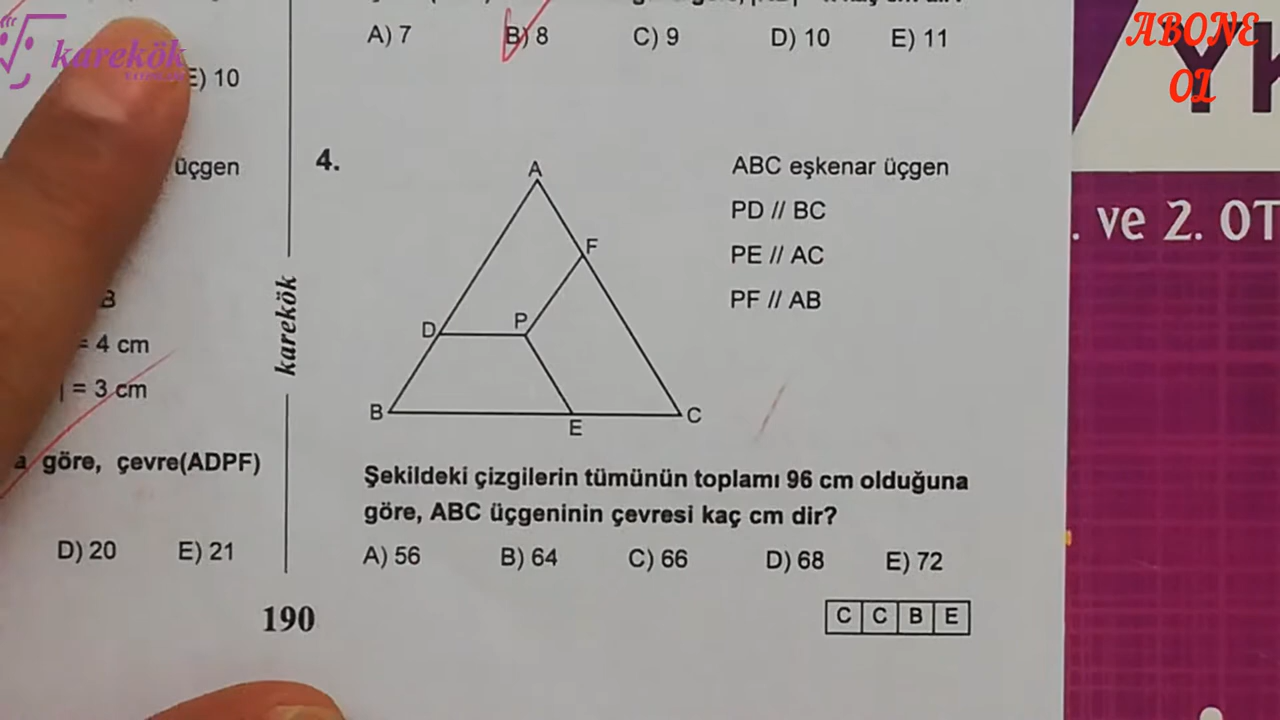 A) 7 B) 8 C) 9 D) 10 E) 11
karekök
E) 10
üçgen
B
= 4 cm
| = 3 cm
a göre, çevre(ADPF)
D) 20 E) 21
karekök
190
4.
A
F
D
P
B
E
C
ABC eşkenar üçgen
PD // BC
PE // AC
PF // AB
Şekildeki çizgilerin tümünün toplamı 96 cm olduğuna
göre, ABC üçgeninin çevresi kaç cm dir?
A) 56 B) 64 C) 66 D) 68 E) 72
C C B E
ABONE
OL
YK
. ve 2. OT